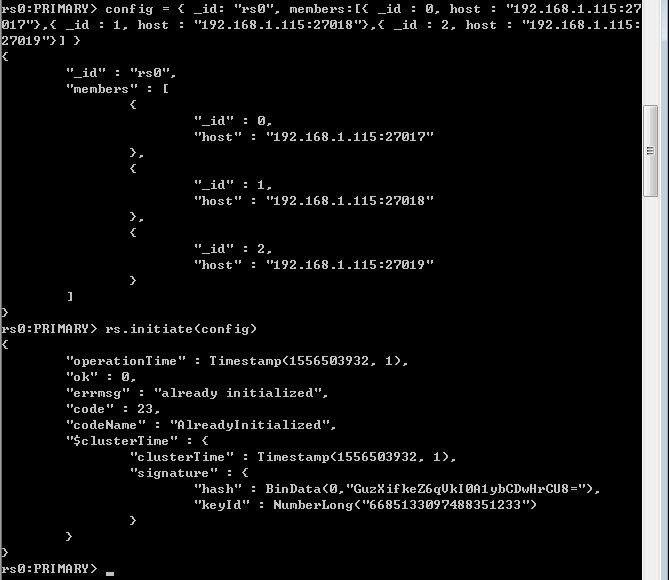 rs0:PRIMARY> config = { _id: "rs0", members:[{ _id : 0, host : "192.168.1.115:27
017"},{ _id : 1, host : "192.168.1.115:27018"},{ _id : 2, host : "192.168.1.115:
27019"}] }
{
        "_id" : "rs0",
        "members" : [
                {
                        "_id" : 0,
                        "host" : "192.168.1.115:27017"
                },
                {
                        "_id" : 1,
                        "host" : "192.168.1.115:27018"
                },
                {
                        "_id" : 2,
                        "host" : "192.168.1.115:27019"
                }
        ]
}
rs0:PRIMARY> rs.initiate(config)
{
        "operationTime" : Timestamp(1556503932, 1),
        "ok" : 0,
        "errmsg" : "already initialized",
        "code" : 23,
        "codeName" : "AlreadyInitialized",
        "$clusterTime" : {
                "clusterTime" : Timestamp(1556503932, 1),
                "signature" : {
                        "hash" : BinData(0,"GuzXifkeZ6qVkI0A1ybCDwHrCU8="),
                        "keyId" : NumberLong("6685133097488351233")
                }
        }
}
rs0:PRIMARY> _